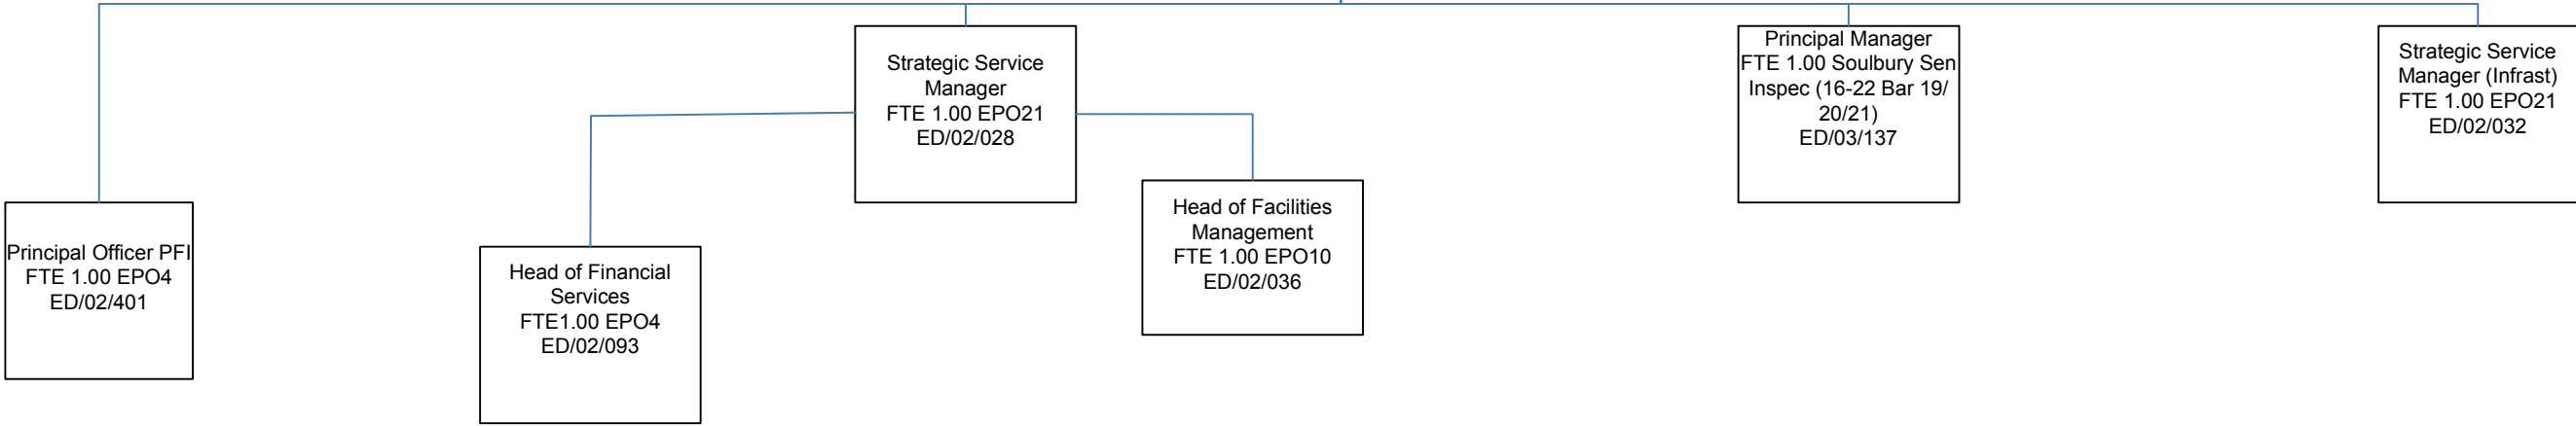 Strategic Service
Manager
FTE 1.00 EPO21
ED/02/028
Principal Manager
FTE 1.00 Soulbury Sen
Inspec (16-22 Bar 19/
20/21)
ED/03/137
Strategic Service
Manager (Infrast)
FTE 1.00 EPO21
ED/02/032
Principal Officer PFI
FTE 1.00 EPO4
ED/02/401
Head of Financial
Services
FTE1.00 EPO4
ED/02/093
Head of Facilities
Management
FTE 1.00 EPO10
ED/02/036